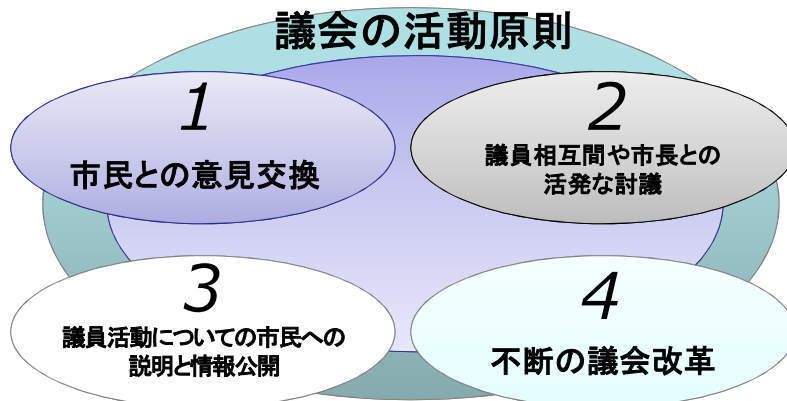 議会の活動原則
1
市民との意見交換
2
議員相互間や市長との
活発な討議
3
議員活動についての市民への
説明と情報公開
4
不断の議会改革